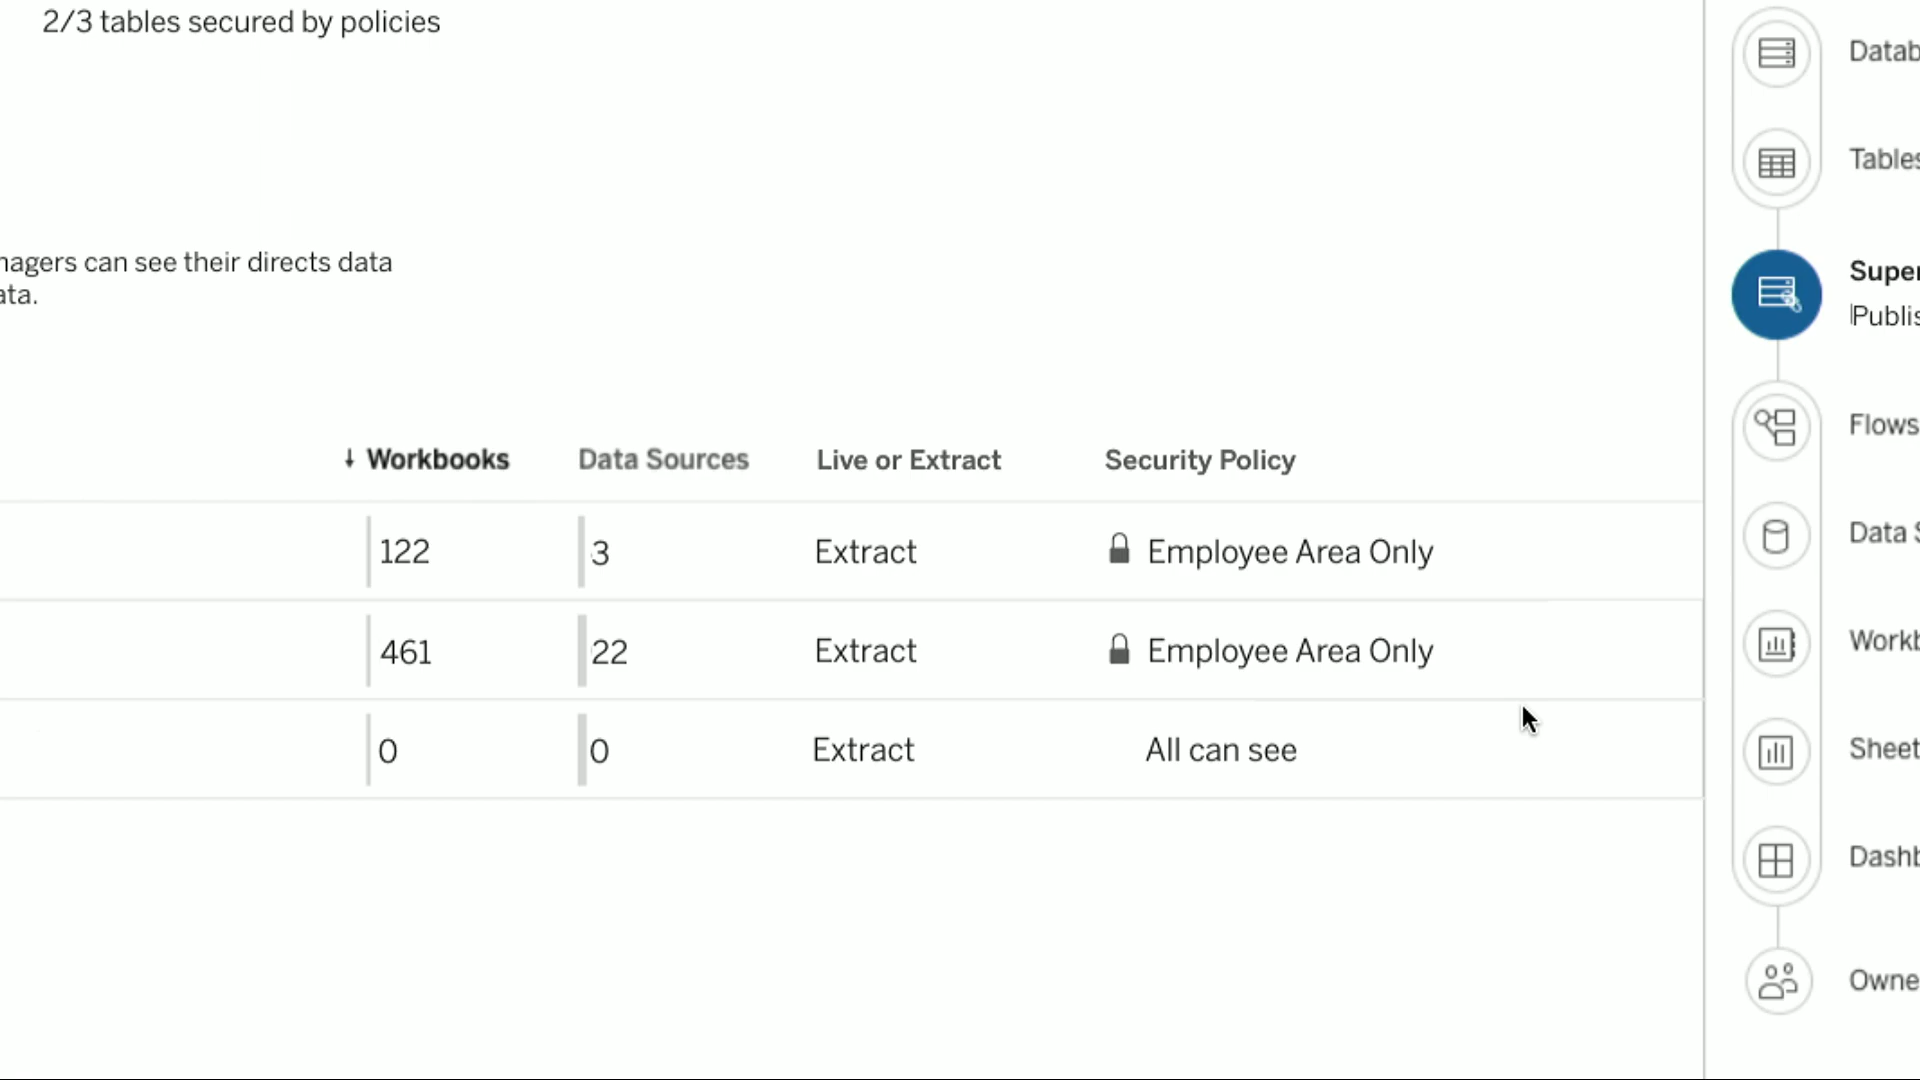 2/3 tables secured by policies
nagers can see their directs data
ata.
↓ Workbooks Data Sources Live or Extract Security Policy
122 3 Extract Employee Area Only
461 22 Extract Employee Area Only
0 0 Extract All can see
Datab
Tables
Super
Publis
Flows
Data S
Workb
Sheet
Dashb
Owne